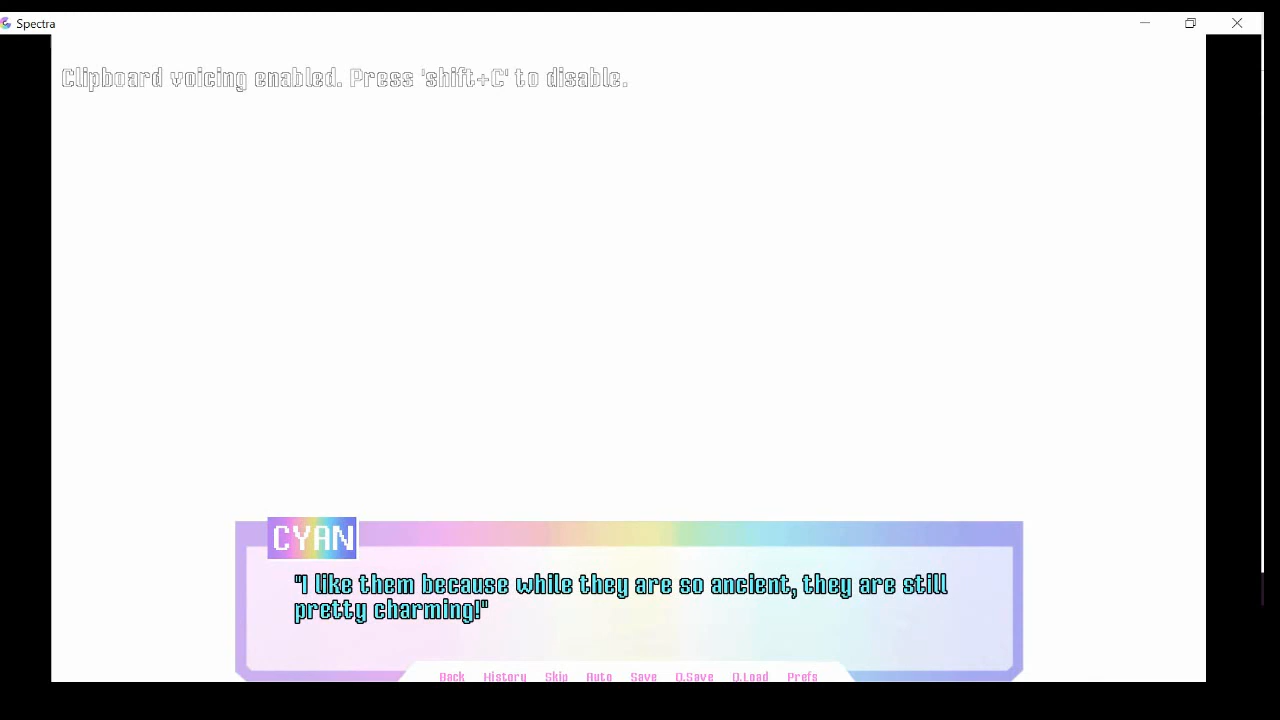 Spectra
Clipboard voicing enabled. Press 'shift+C' to disable.
CYAN
"I like them because while they are so ancient, they are still
pretty charming!"
Back History Skip Auto Save Q.Save Q.Load Prefs